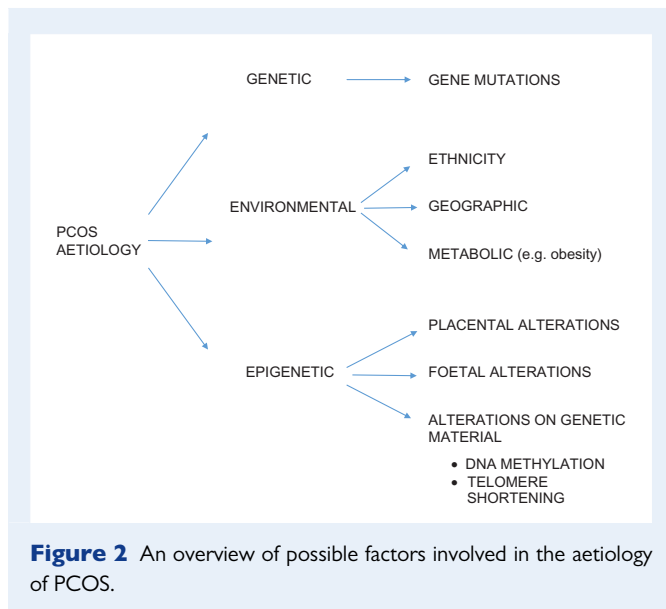 GENETIC
GENE MUTATIONS
ETHNICITY
ENVIRONMENTAL
GEOGRAPHIC
PCOS
AETIOLOGY
METABOLIC (e.g. obesity)
PLACENTAL ALTERATIONS
EPIGENETIC
FOETAL ALTERATIONS
ALTERATIONS ON GENETIC
MATERIAL
• DNA METHYLATION
• TELOMERE
SHORTENING
Figure 2 An overview of possible factors involved in the aetiology
of PCOS.